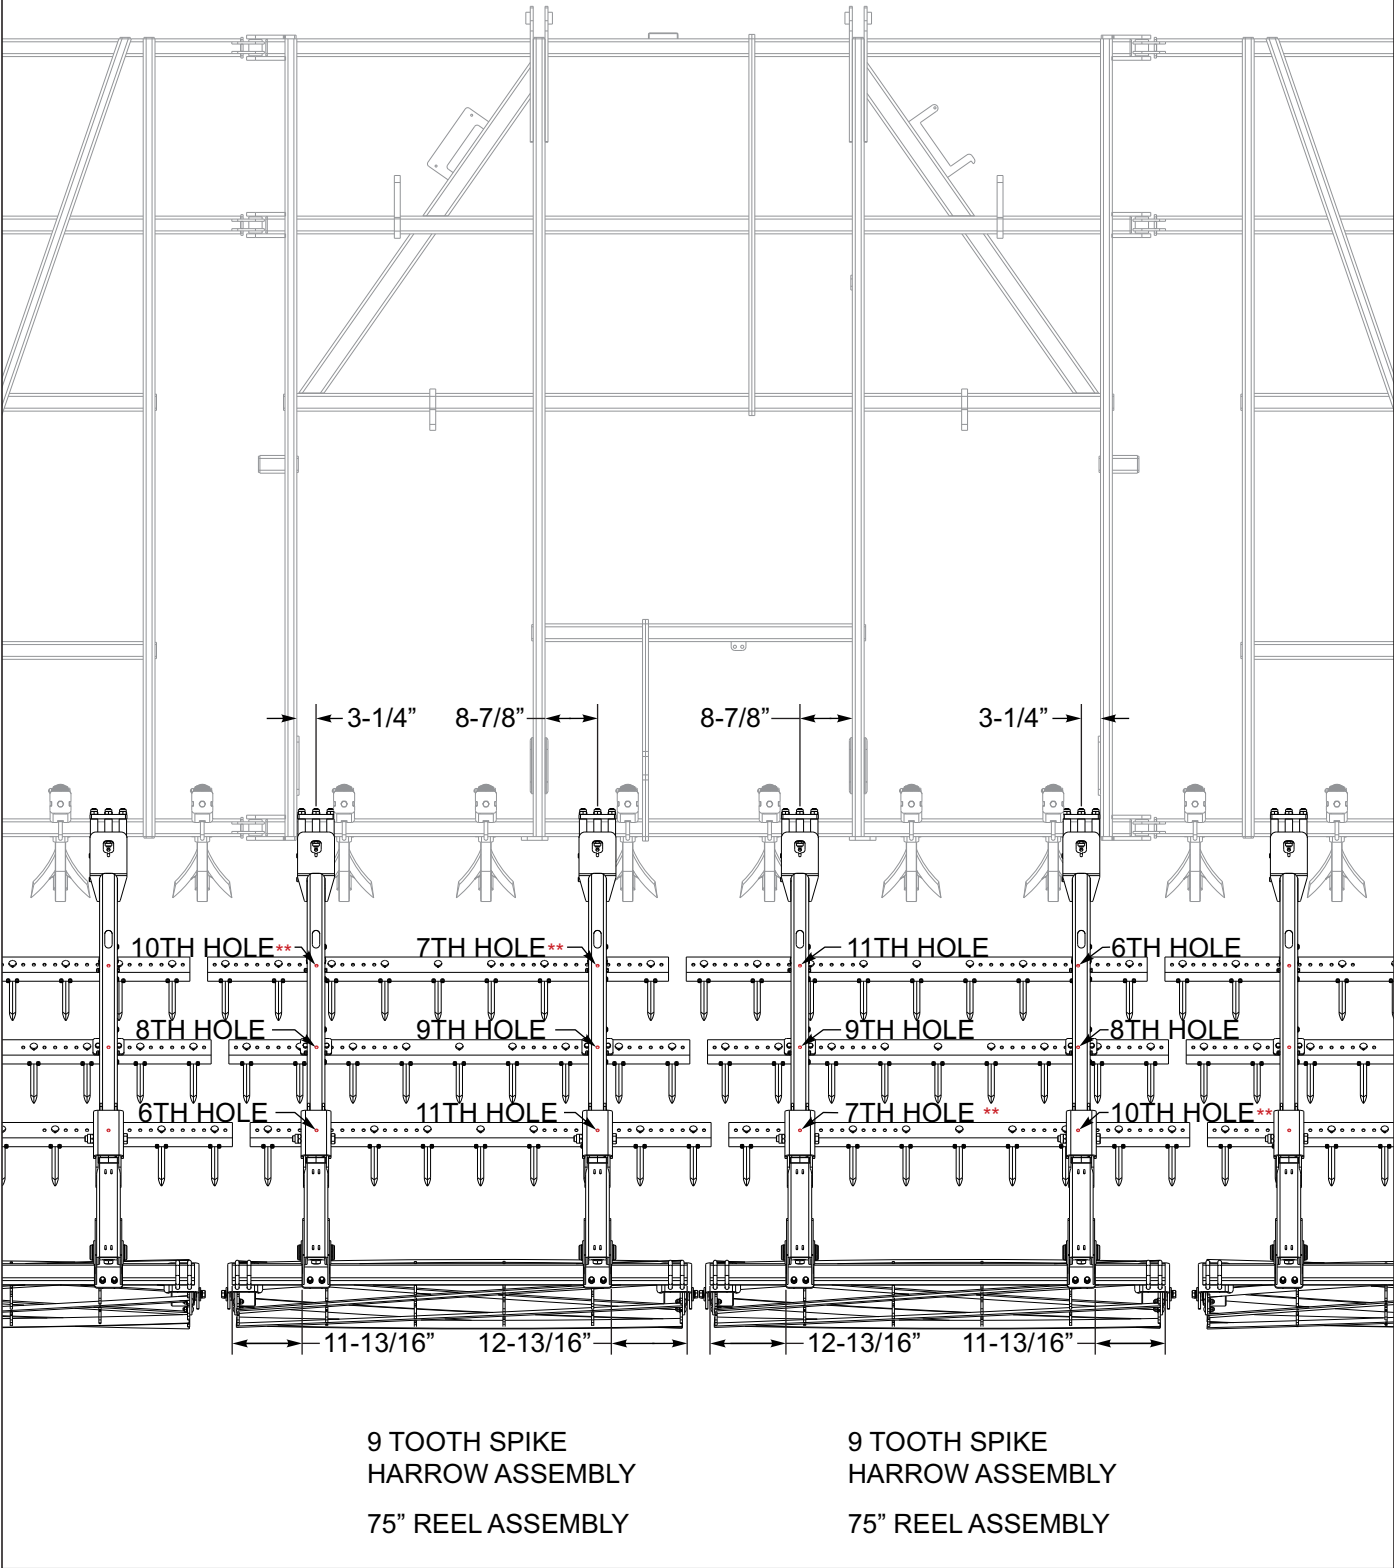 3-1/4”
8-7/8”
8-7/8”
3-1/4”
10TH HOLE**
7TH HOLE**
11TH HOLE
6TH HOLE
8TH HOLE
9TH HOLE
9TH HOLE
8TH HOLE
6TH HOLE
11TH HOLE
7TH HOLE **
10TH HOLE**
11-13/16”
12-13/16”
12-13/16”
11-13/16”
9 TOOTH SPIKE
HARROW ASSEMBLY
75” REEL ASSEMBLY
9 TOOTH SPIKE
HARROW ASSEMBLY
75” REEL ASSEMBLY